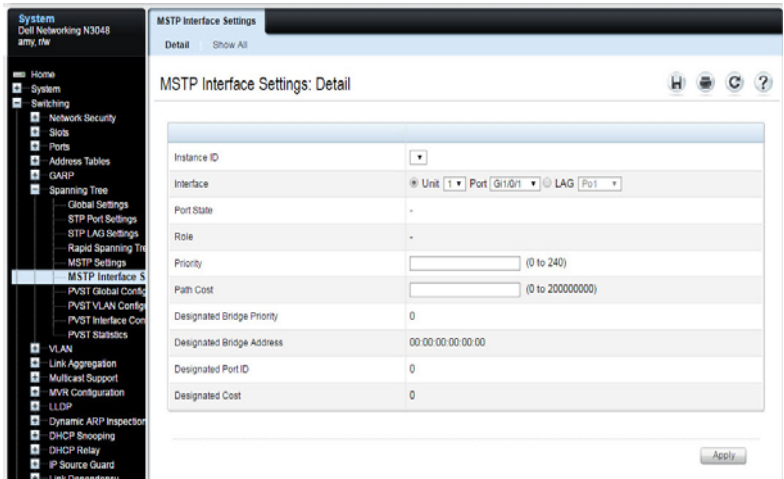 System
Dell Networking N3048
amy, r/w
Home
System
Switching
Network Security
Slots
Ports
Address Tables
GARP
Spanning Tree
Global Settings
STP Port Settings
STP LAG Settings
Rapid Spanning Tre
MSTP Settings
MSTP Interface S
PVST Global Config
PVST VLAN Configu
PVST Interface Con
PVST Statistics
VLAN
Link Aggregation
Multicast Support
MVR Configuration
LLDP
Dynamic ARP Inspection
DHCP Snooping
DHCP Relay
IP Source Guard
Link Dependency
MSTP Interface Settings
Detail Show All
MSTP Interface Settings: Detail
Instance ID
Interface Unit 1 Port Gi1/0/1 LAG Po1
Port State -
Role -
Priority (0 to 240)
Path Cost (0 to 200000000)
Designated Bridge Priority 0
Designated Bridge Address 00:00:00:00:00:00
Designated Port ID 0
Designated Cost 0
Apply